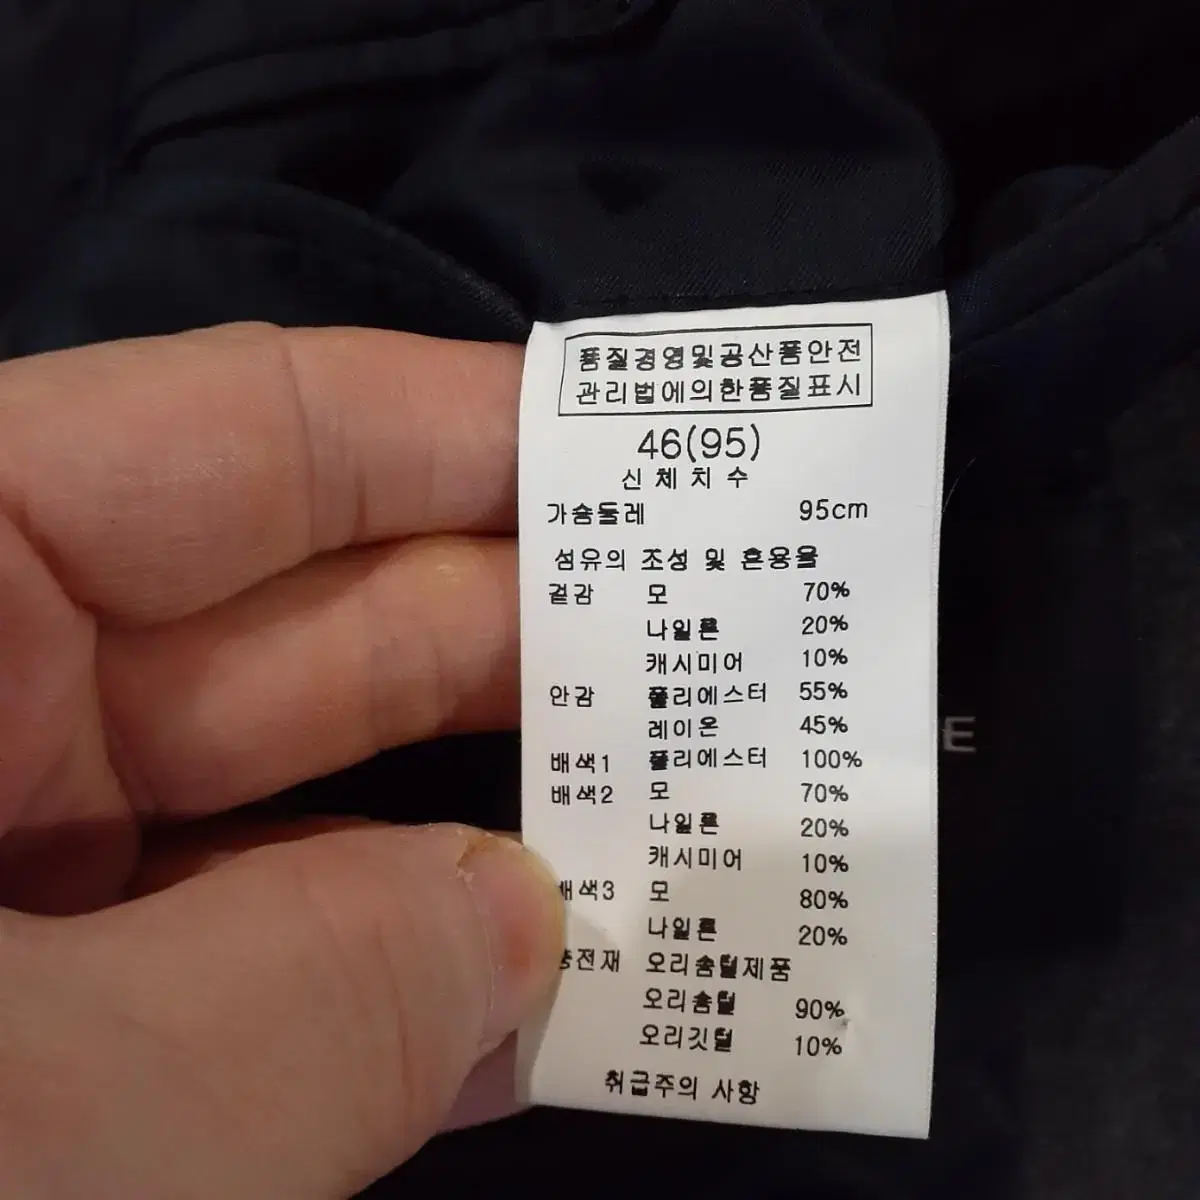 품질경영및공산품안전
관리법에의한품질표시
46(95)
신체치수
가슴둘레 95cm
섬유의 조성 및 혼용율
겉감 모 70%
나일론 20%
캐시미어 10%
안감 폴리에스터 55%
레이온 45%
배색1 폴리에스터 100%
배색2 모 70%
나일론 20%
캐시미어 10%
배색3 모 80%
나일론 20%
충전재 오리솜털제품
오리솜털 90%
오리깃털 10%
취급주의 사항
E